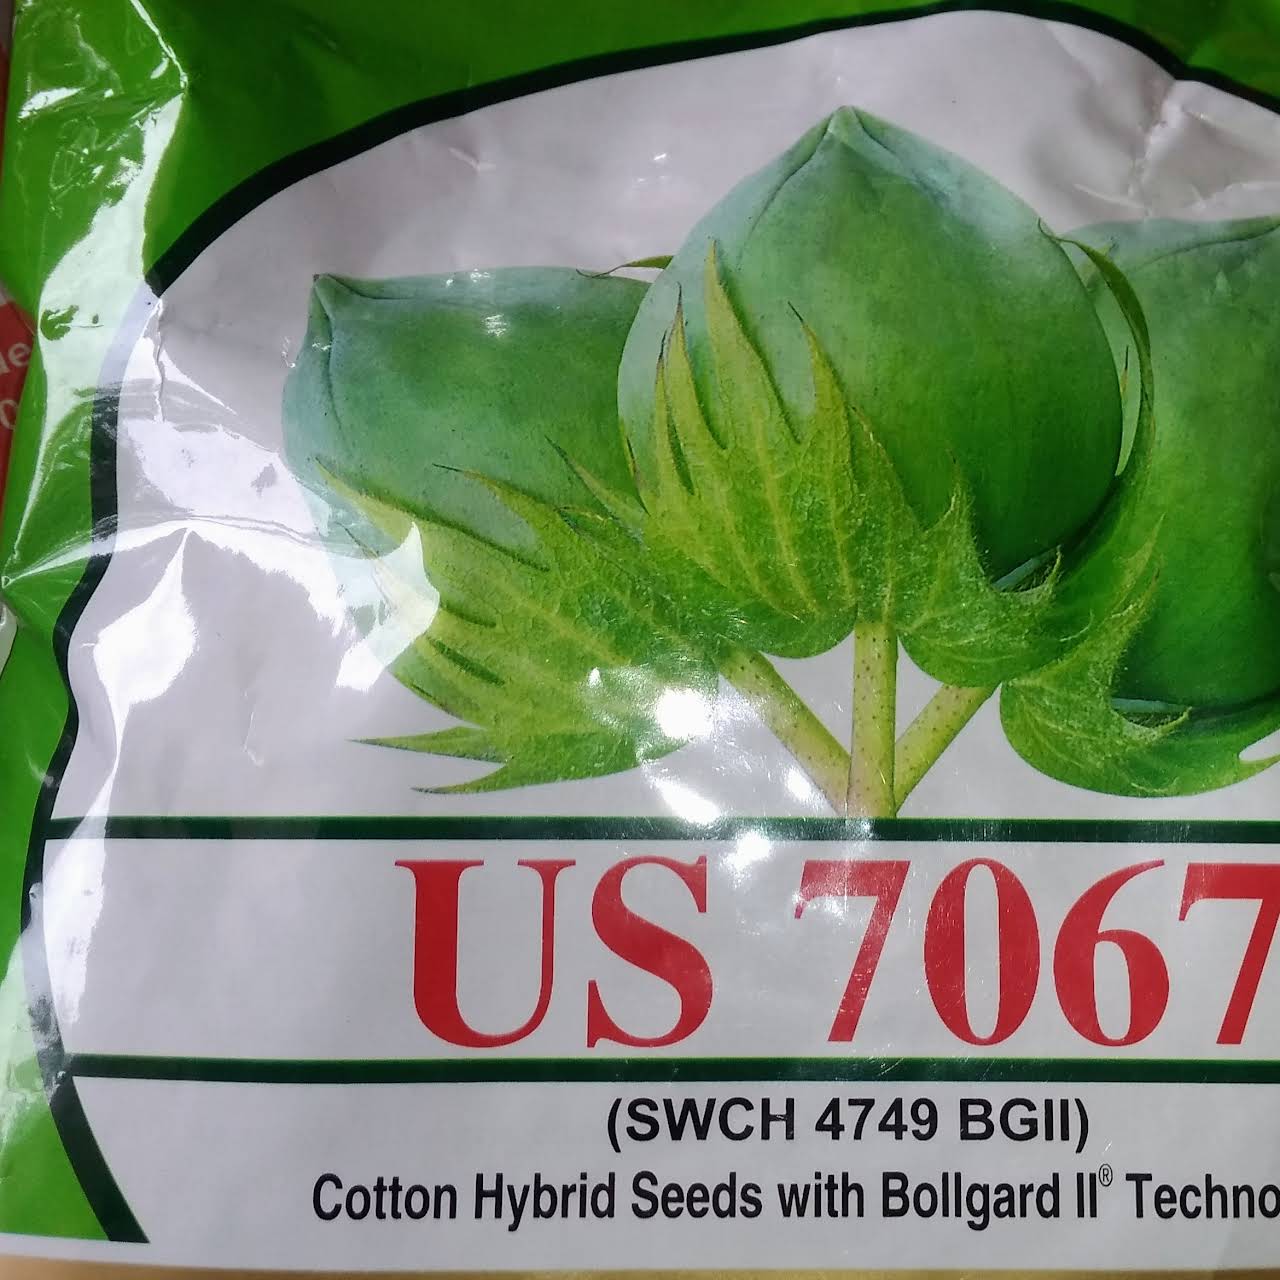 US 7067
(SWCH 4749 BGII)
Cotton Hybrid Seeds with Bollgard II® Techno